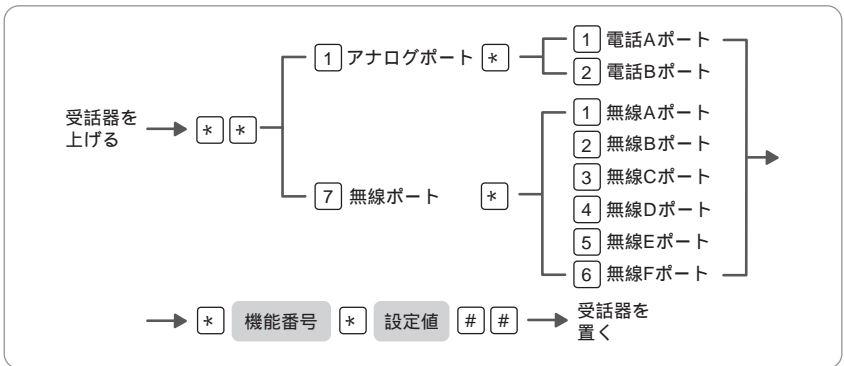 受話器を
上げる
* *
1 アナログポート *
1 電話Aポート
2 電話Bポート
7 無線ポート *
1 無線Aポート
2 無線Bポート
3 無線Cポート
4 無線Dポート
5 無線Eポート
6 無線Fポート
* 機能番号 * 設定値 # #
受話器を
置く